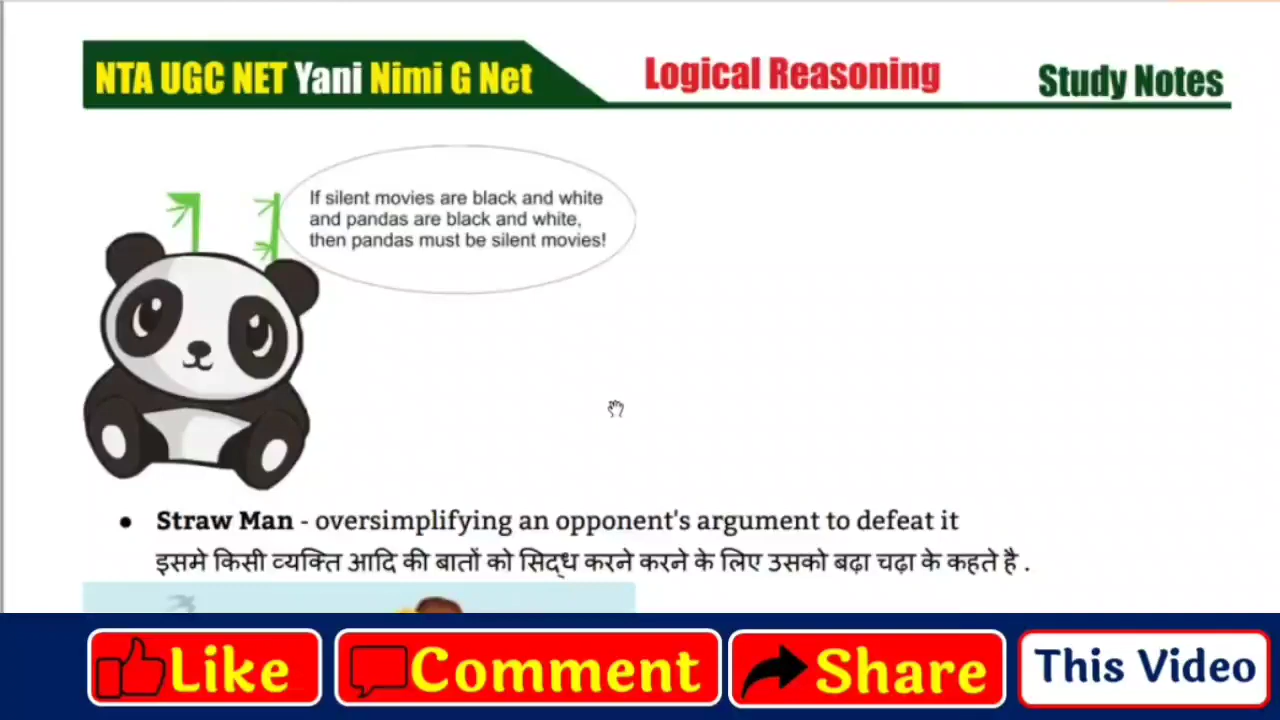 NTA UGC NET Yani Nimi G Net
Logical Reasoning
Study Notes
If silent movies are black and white
and pandas are black and white,
then pandas must be silent movies!
• Straw Man - oversimplifying an opponent's argument to defeat it
इसमे किसी व्यक्ति आदि की बातों को सिद्ध करने करने के लिए उसको बढ़ा चढ़ा के कहते है .
Like
Comment
Share
This Video